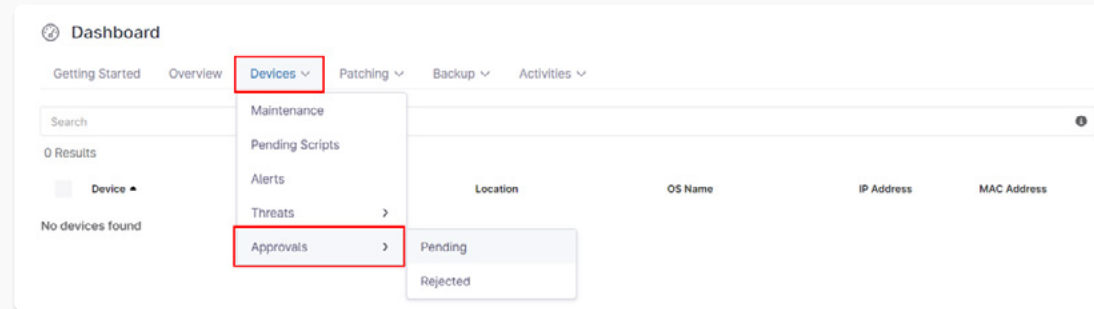 Dashboard
Getting Started Overview Devices Patching Backup Activities
Maintenance
Search
Pending Scripts
0 Results
Alerts
Device Location OS Name IP Address MAC Address
Threats
No devices found
Approvals Pending
Rejected